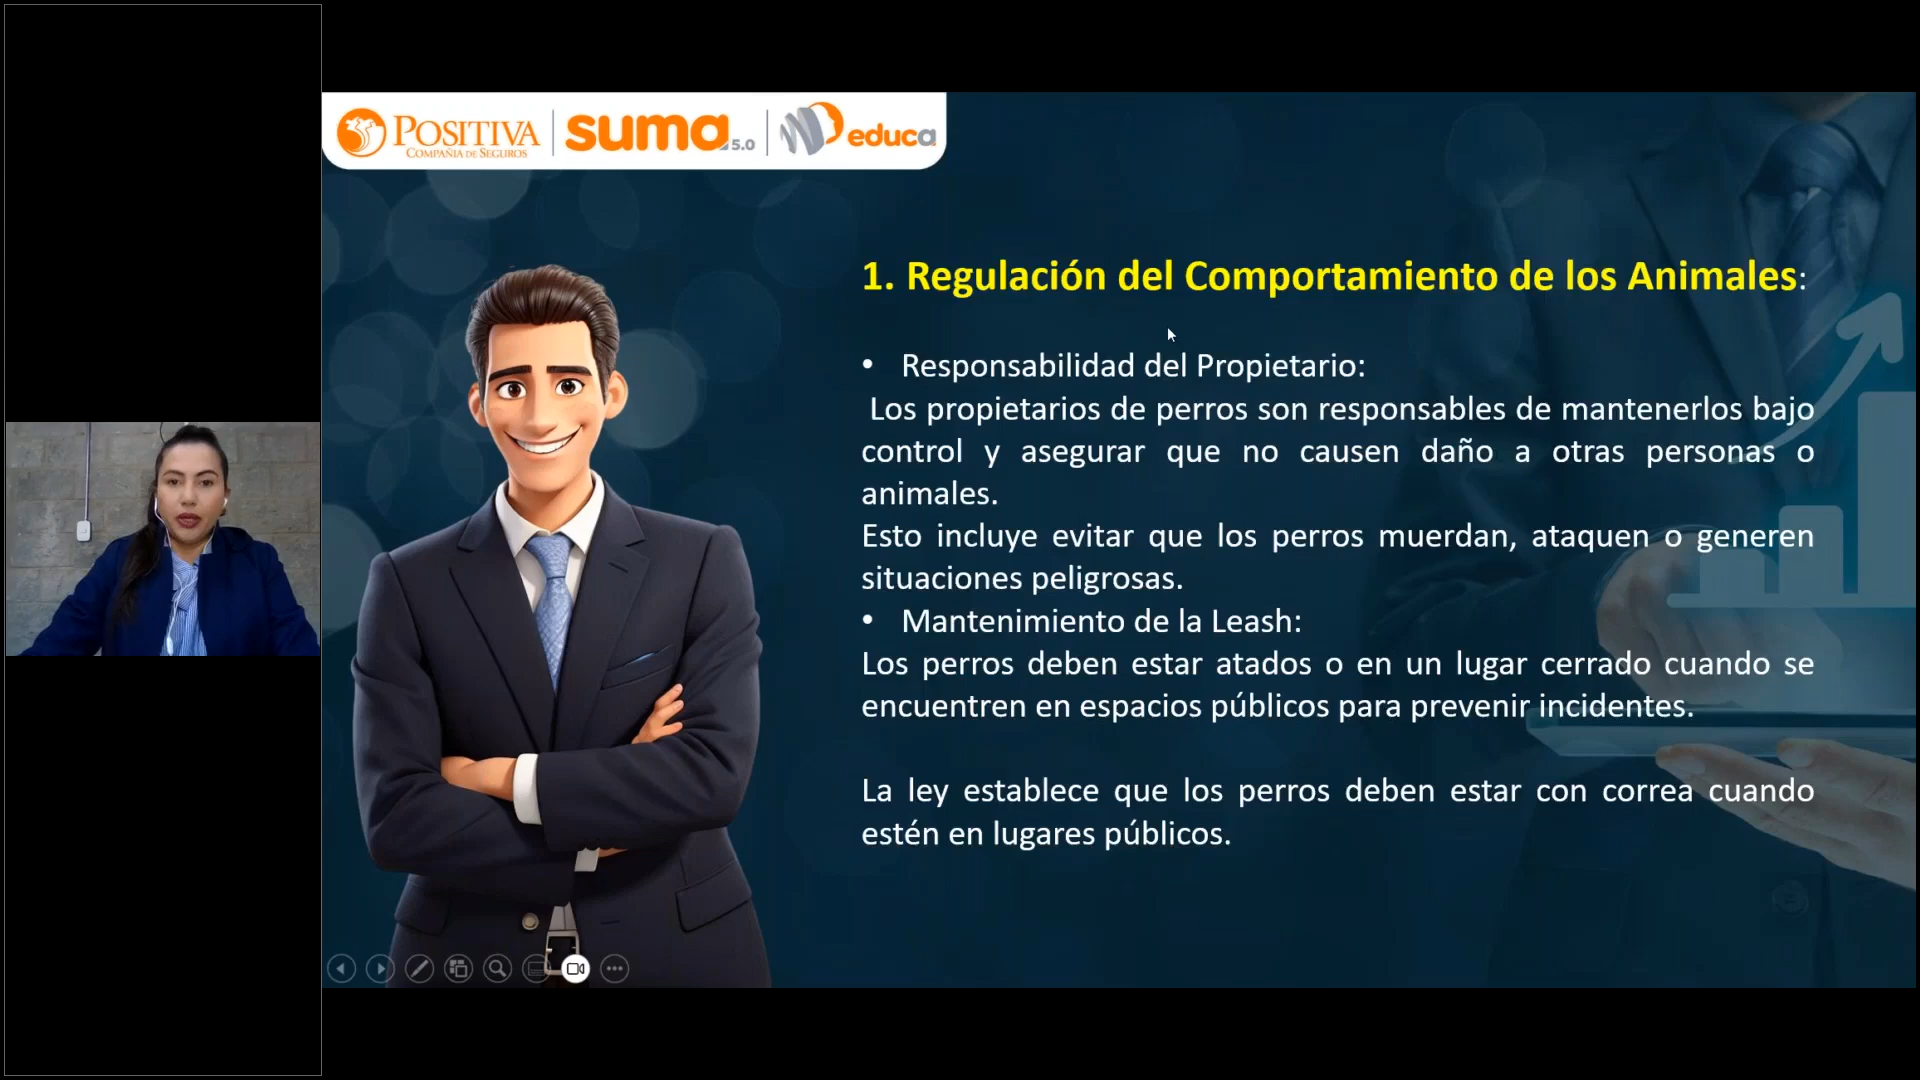 POSITIVA
COMPAÑIA DE SEGUROS
suma 5.0
educa
1. Regulación del Comportamiento de los Animales:
• Responsabilidad del Propietario:
Los propietarios de perros son responsables de mantenerlos bajo
control y asegurar que no causen daño a otras personas o
animales.
Esto incluye evitar que los perros muerdan, ataquen o generen
situaciones peligrosas.
• Mantenimiento de la Leash:
Los perros deben estar atados o en un lugar cerrado cuando se
encuentren en espacios públicos para prevenir incidentes.
La ley establece que los perros deben estar con correa cuando
estén en lugares públicos.